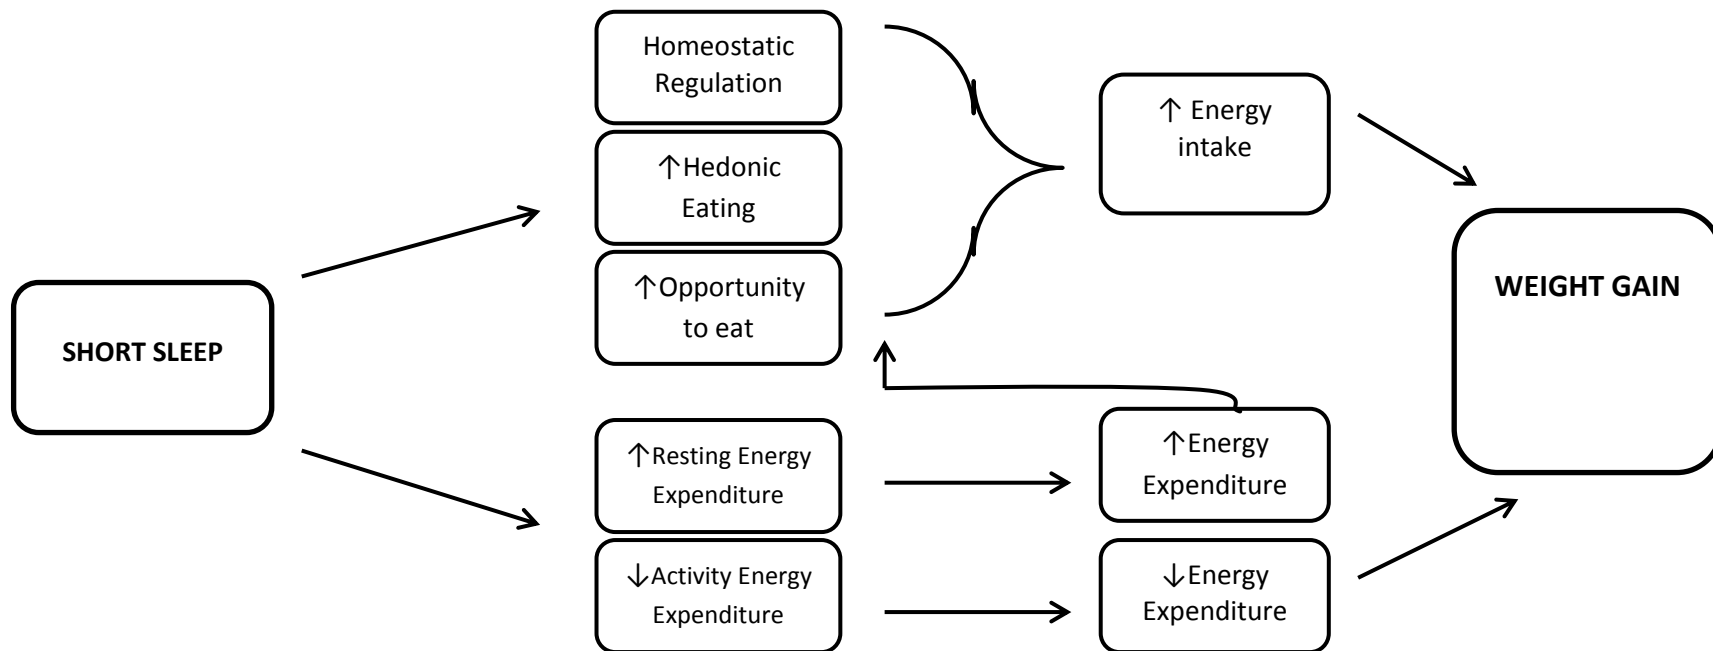 SHORT SLEEP
Homeostatic
Regulation
↑Hedonic
Eating
↑Opportunity
to eat
↑Resting Energy
Expenditure
↓Activity Energy
Expenditure
↑ Energy
intake
↑Energy
Expenditure
↓Energy
Expenditure
WEIGHT GAIN